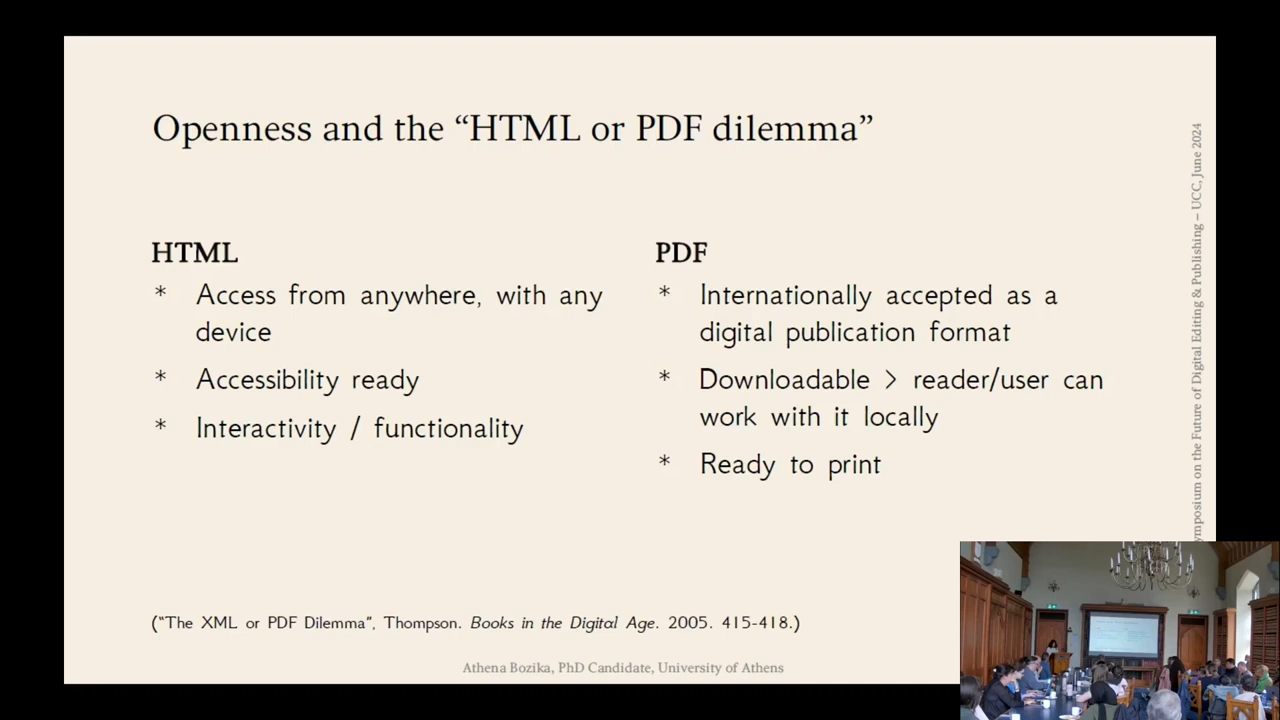 Openness and the “HTML or PDF dilemma”
HTML
* Access from anywhere, with any
device
* Accessibility ready
* Interactivity / functionality
PDF
* Internationally accepted as a
digital publication format
* Downloadable > reader/user can
work with it locally
* Ready to print
(“The XML or PDF Dilemma”, Thompson. Books in the Digital Age. 2005. 415-418.)
Athena Bozika, PhD Candidate, University of Athens
on the Future of Digital Editing & Publishing – UCC, June 2024